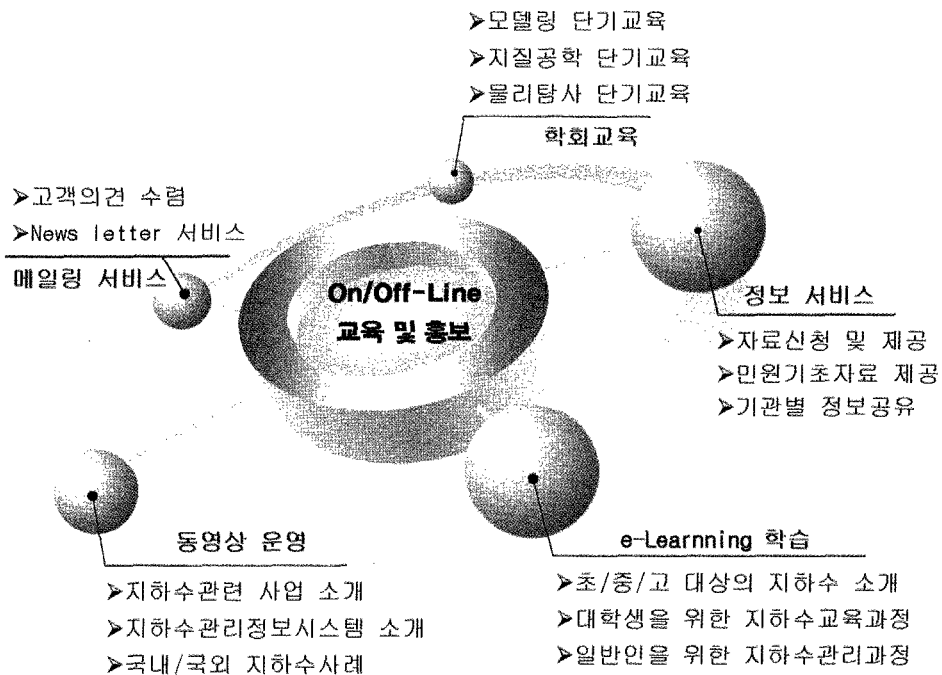 ➤모델링 단기교육
➤지질공학 단기교육
➤물리탐사 단기교육
학회교육
➤고객의견 수렴
➤News letter 서비스
메일링 서비스
On/Off-Line
교육 및 홍보
정보 서비스
➤자료신청 및 제공
➤민원기초자료 제공
➤기관별 정보공유
동영상 운영
➤지하수관련 사업 소개
➤지하수관리정보시스템 소개
➤국내/국외 지하수사례
e-Learnning 학습
➤초/중/고 대상의 지하수 소개
➤대학생을 위한 지하수교육과정
➤일반인을 위한 지하수관리과정